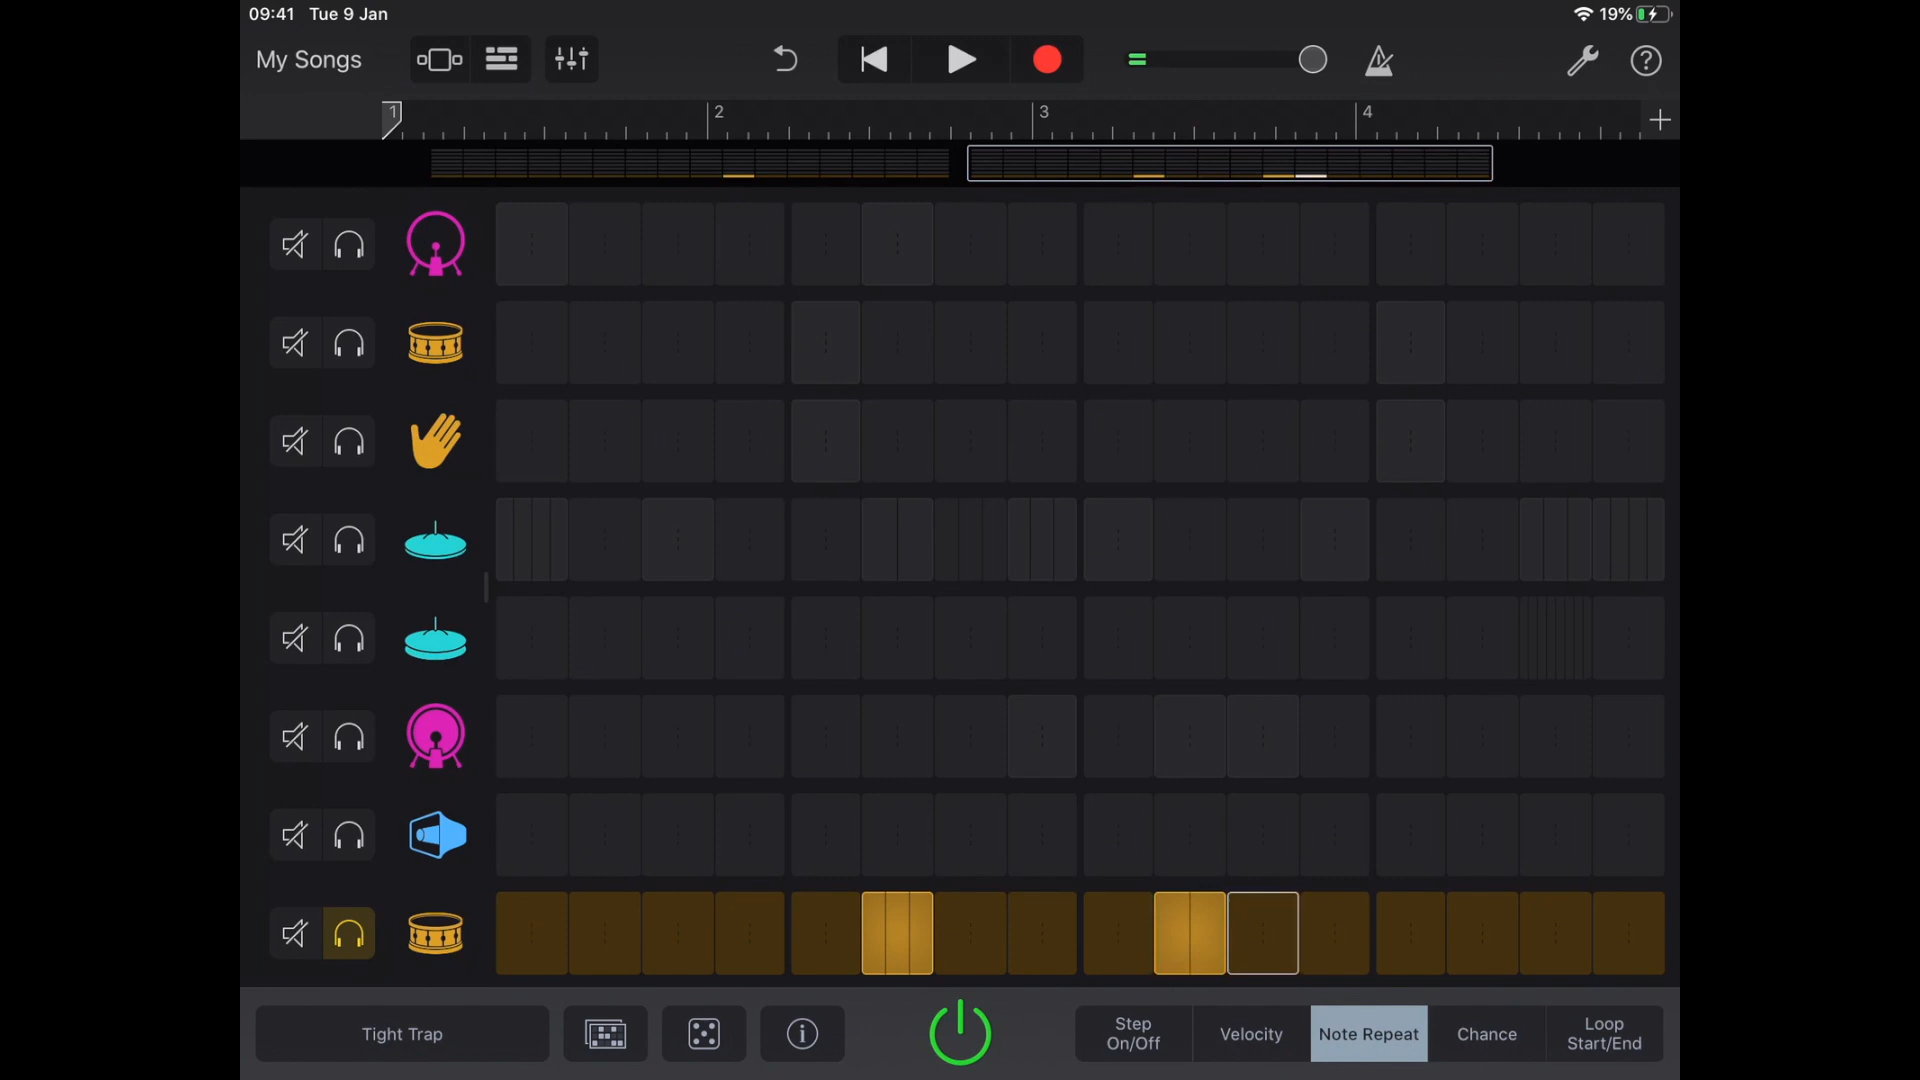 09:41 Tue 9 Jan 19%
My Songs
1 2 3 4
Tight Trap
Step
On/Off
Velocity
Note Repeat
Chance
Loop
Start/End